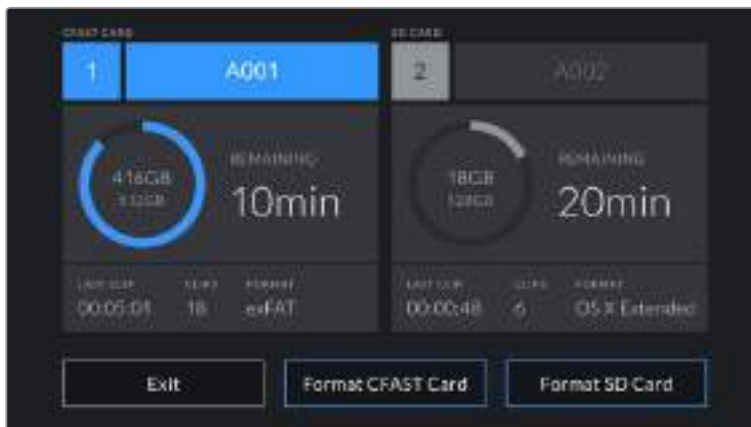 CFAST CARD
1
A001
416GB
512GB
REMAINING
10min
LAST CLIP
CLIPS
FORMAT
00:05:01
18
exFAT
SD CARD
2
A002
18GB
128GB
REMAINING
20min
LAST CLIP
CLIPS
FORMAT
00:00:48
6
OS X Extended
Exit
Format CFAST Card
Format SD Card